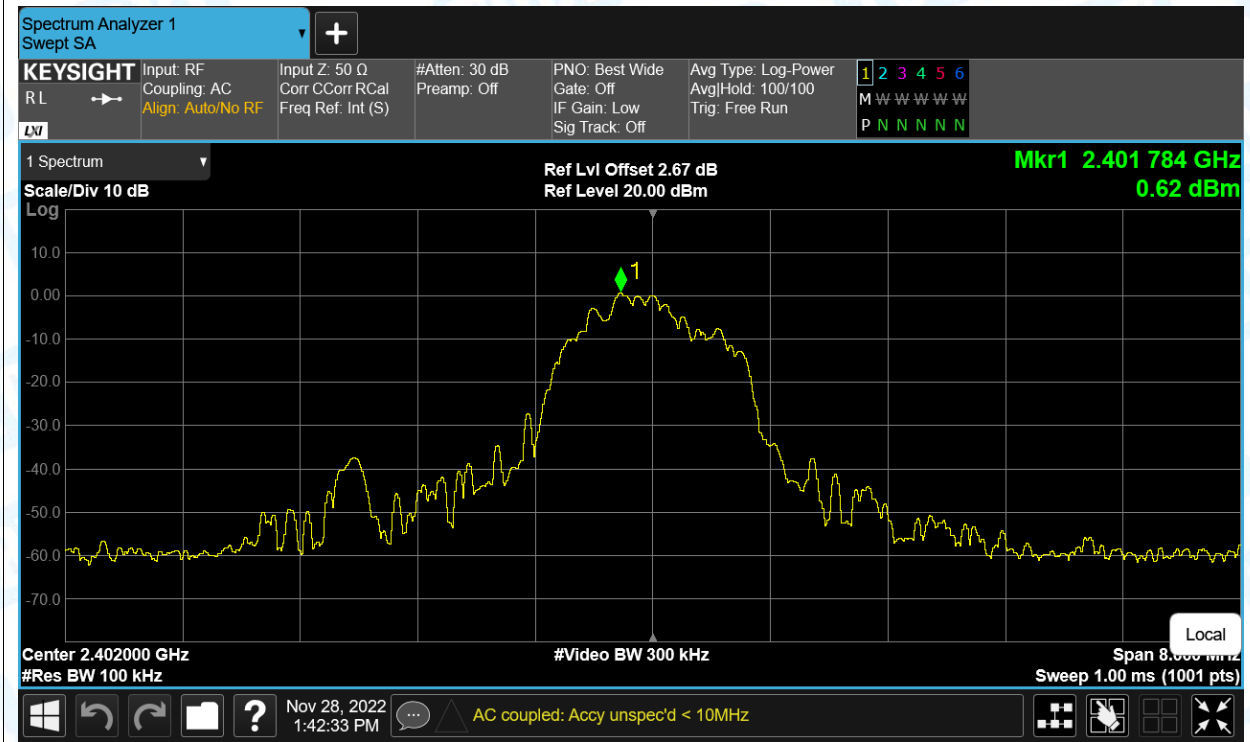 Spectrum Analyzer 1
Swept SA
KEYSIGHT
R L
LXI
Input: RF
Coupling: AC
Align: Auto/No RF
Input Z: 50 Ω
Corr CCorr RCal
Freq Ref: Int (S)
#Atten: 30 dB
Preamp: Off
PNO: Best Wide
Gate: Off
IF Gain: Low
Sig Track: Off
Avg Type: Log-Power
Avg|Hold: 100/100
Trig: Free Run
1 2 3 4 5 6
M W W W W W
P N N N N N
1 Spectrum
Scale/Div 10 dB
Ref Lvl Offset 2.67 dB
Ref Level 20.00 dBm
Mkr1 2.401 784 GHz
0.62 dBm
Log
10.0
0.00
-10.0
-20.0
-30.0
-40.0
-50.0
-60.0
-70.0
1
Local
Center 2.402000 GHz
#Video BW 300 kHz
Span
#Res BW 100 kHz
Sweep 1.00 ms (1001 pts)
?
Nov 28, 2022
1:42:33 PM
AC coupled: Accy unspec'd < 10MHz